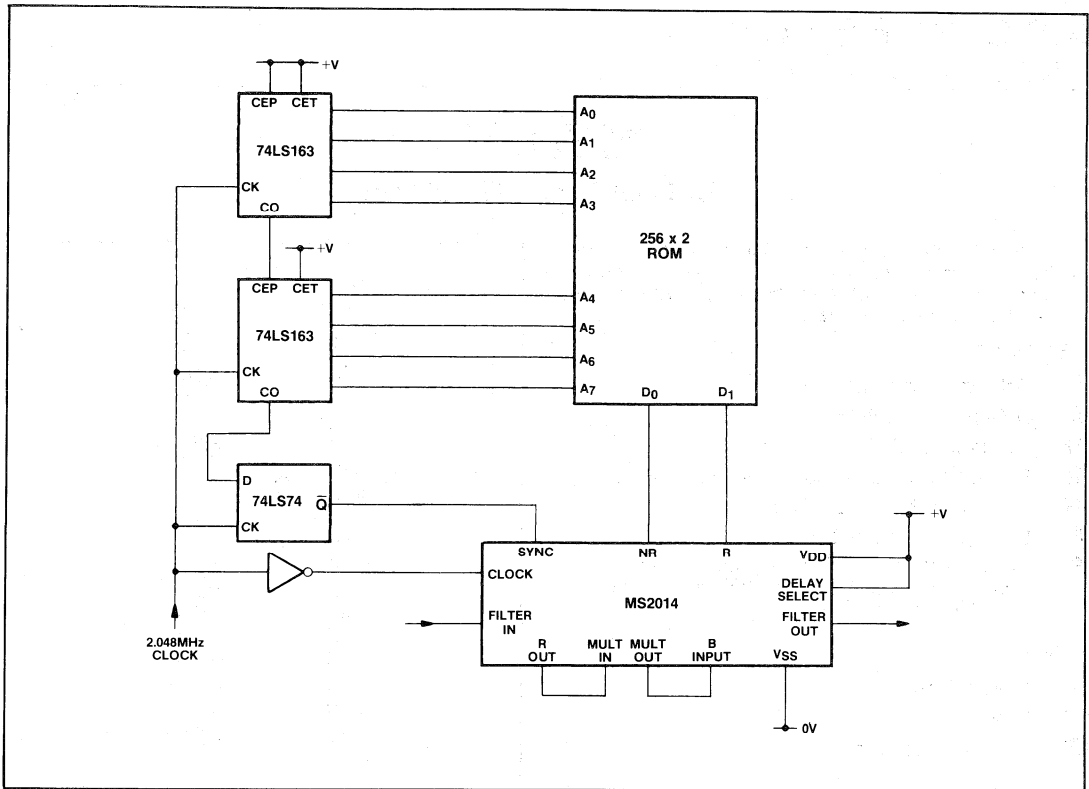 +V
CEP CET
74LS163
CK
CO
A0
A1
A2
A3
256 x 2
ROM
+V
CEP CET
74LS163
CK
CO
A4
A5
A6
A7
D0 D1
D
74LS74 Q̅
CK
+V
SYNC NR R VDD
CLOCK
DELAY
SELECT
MS2014
FILTER
IN
FILTER
OUT
R
OUT
MULT
IN
MULT
OUT
B
INPUT
VSS
2.048MHz
CLOCK
0V